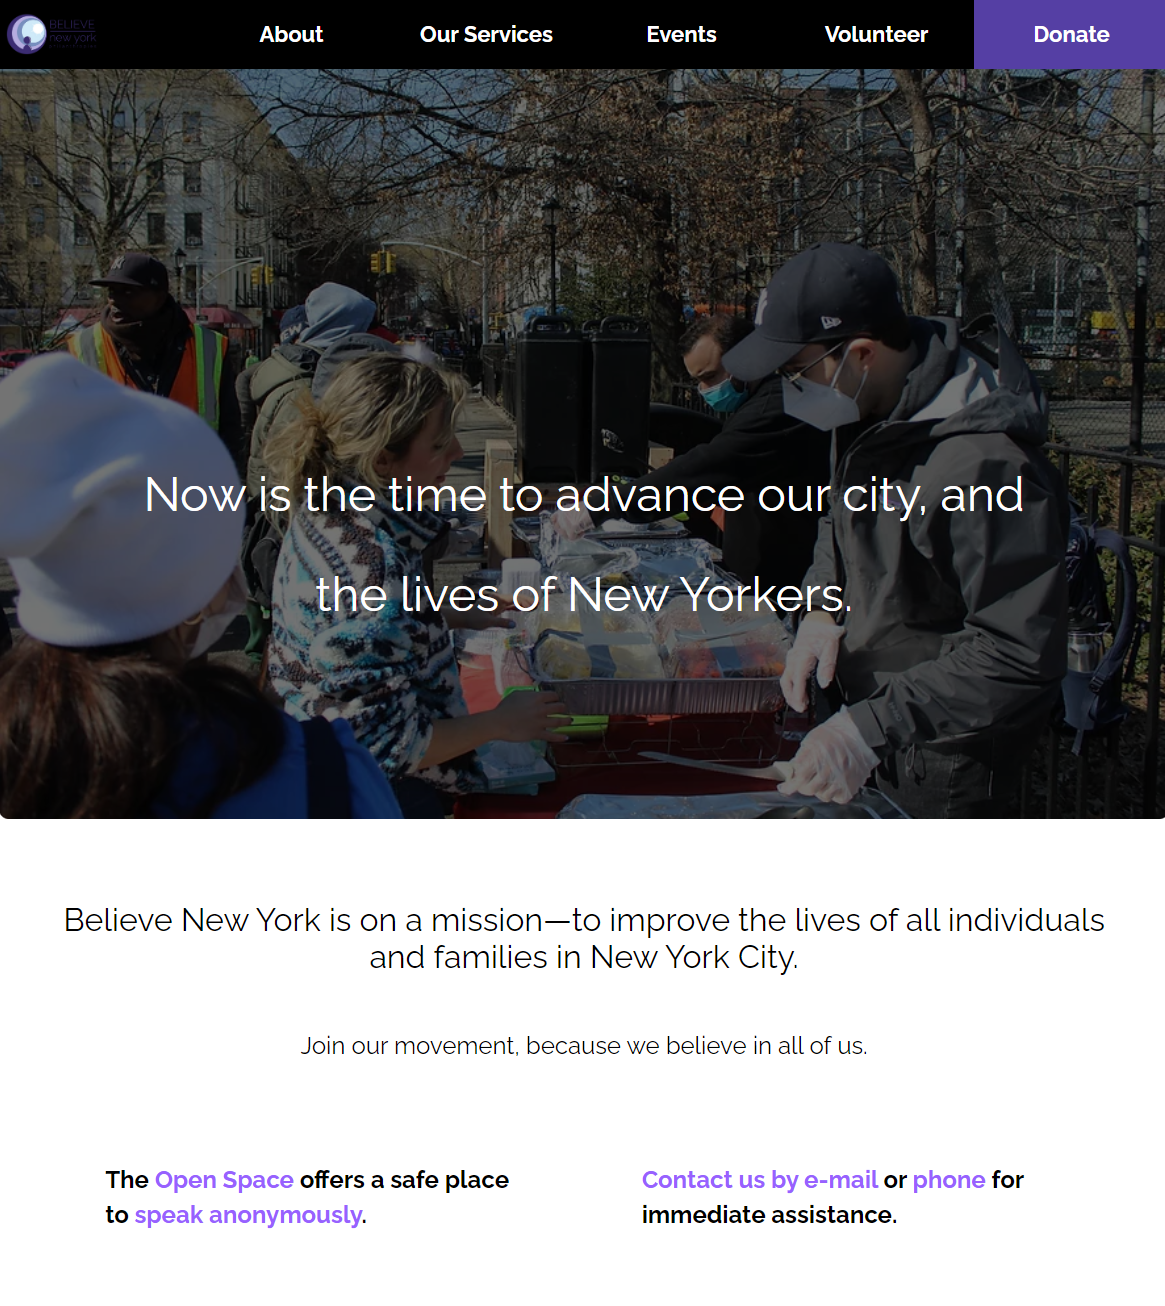 BELIEVE
new york
About
Our Services
Events
Volunteer
Donate
Now is the time to advance our city, and
the lives of New Yorkers.
Believe New York is on a mission—to improve the lives of all individuals
and families in New York City.
Join our movement, because we believe in all of us.
The Open Space offers a safe place
to speak anonymously.
Contact us by e-mail or phone for
immediate assistance.